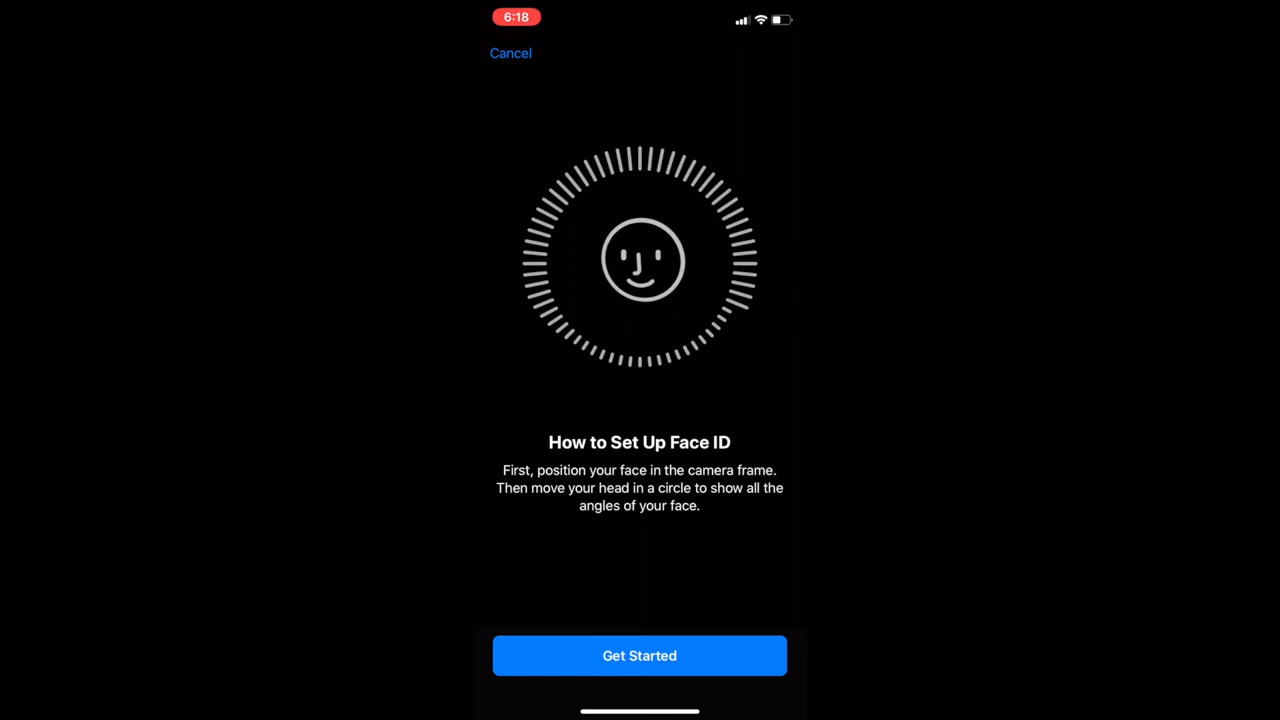 6:18
Cancel
How to Set Up Face ID
First, position your face in the camera frame.
Then move your head in a circle to show all the
angles of your face.
Get Started